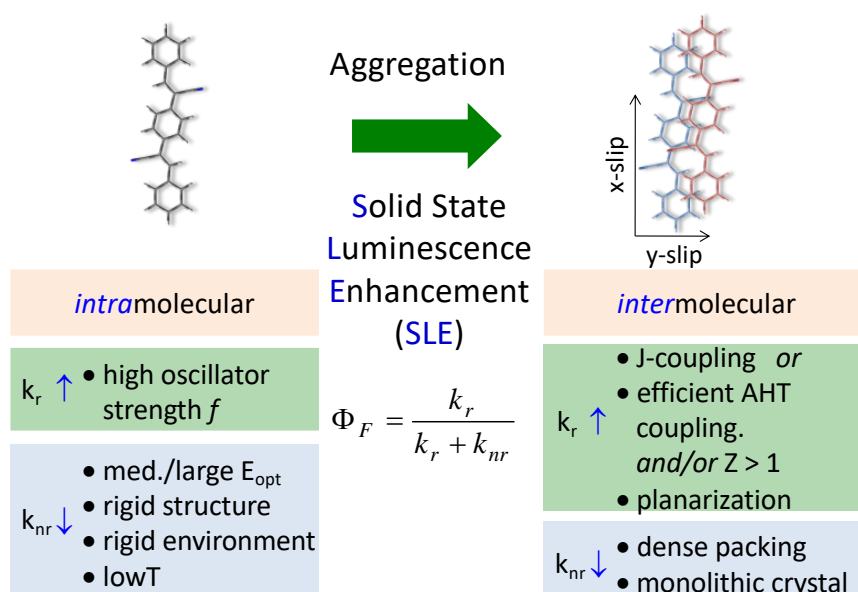 Aggregation
x-slip
y-slip
Solid State
Luminescence
Enhancement
(SLE)
intramolecular
kr ↑
• high oscillator
strength f
knr ↓
• med./large Eopt
• rigid structure
• rigid environment
• lowT
ΦF = kr / (kr + knr)
intermolecular
kr ↑
• J-coupling or
• efficient AHT
coupling.
and/or Z > 1
• planarization
knr ↓
• dense packing
• monolithic crystal